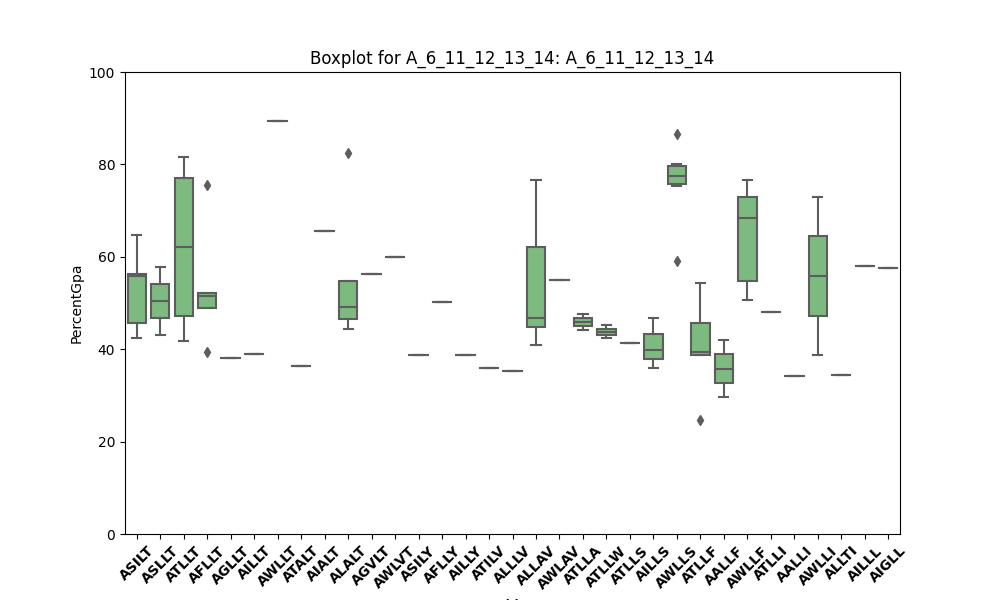 Boxplot for A_6_11_12_13_14: A_6_11_12_13_14
PercentGpa
100
80
60
40
20
0
ASILT
ASLLT
ATLLT
AFLLT
AGLLT
AILLT
AWLLT
ATALT
AIALT
ALALT
AGVLT
AWLVT
ASILY
AFLLY
AILLY
ATILV
ALLLV
ALLAV
AWLAV
ATLLA
ATLLW
ATLLS
AILLS
AWLLS
ATLLF
AALLF
AWLLF
ATLLI
AALLI
AWLLI
ALLTI
AILLL
AIGLL